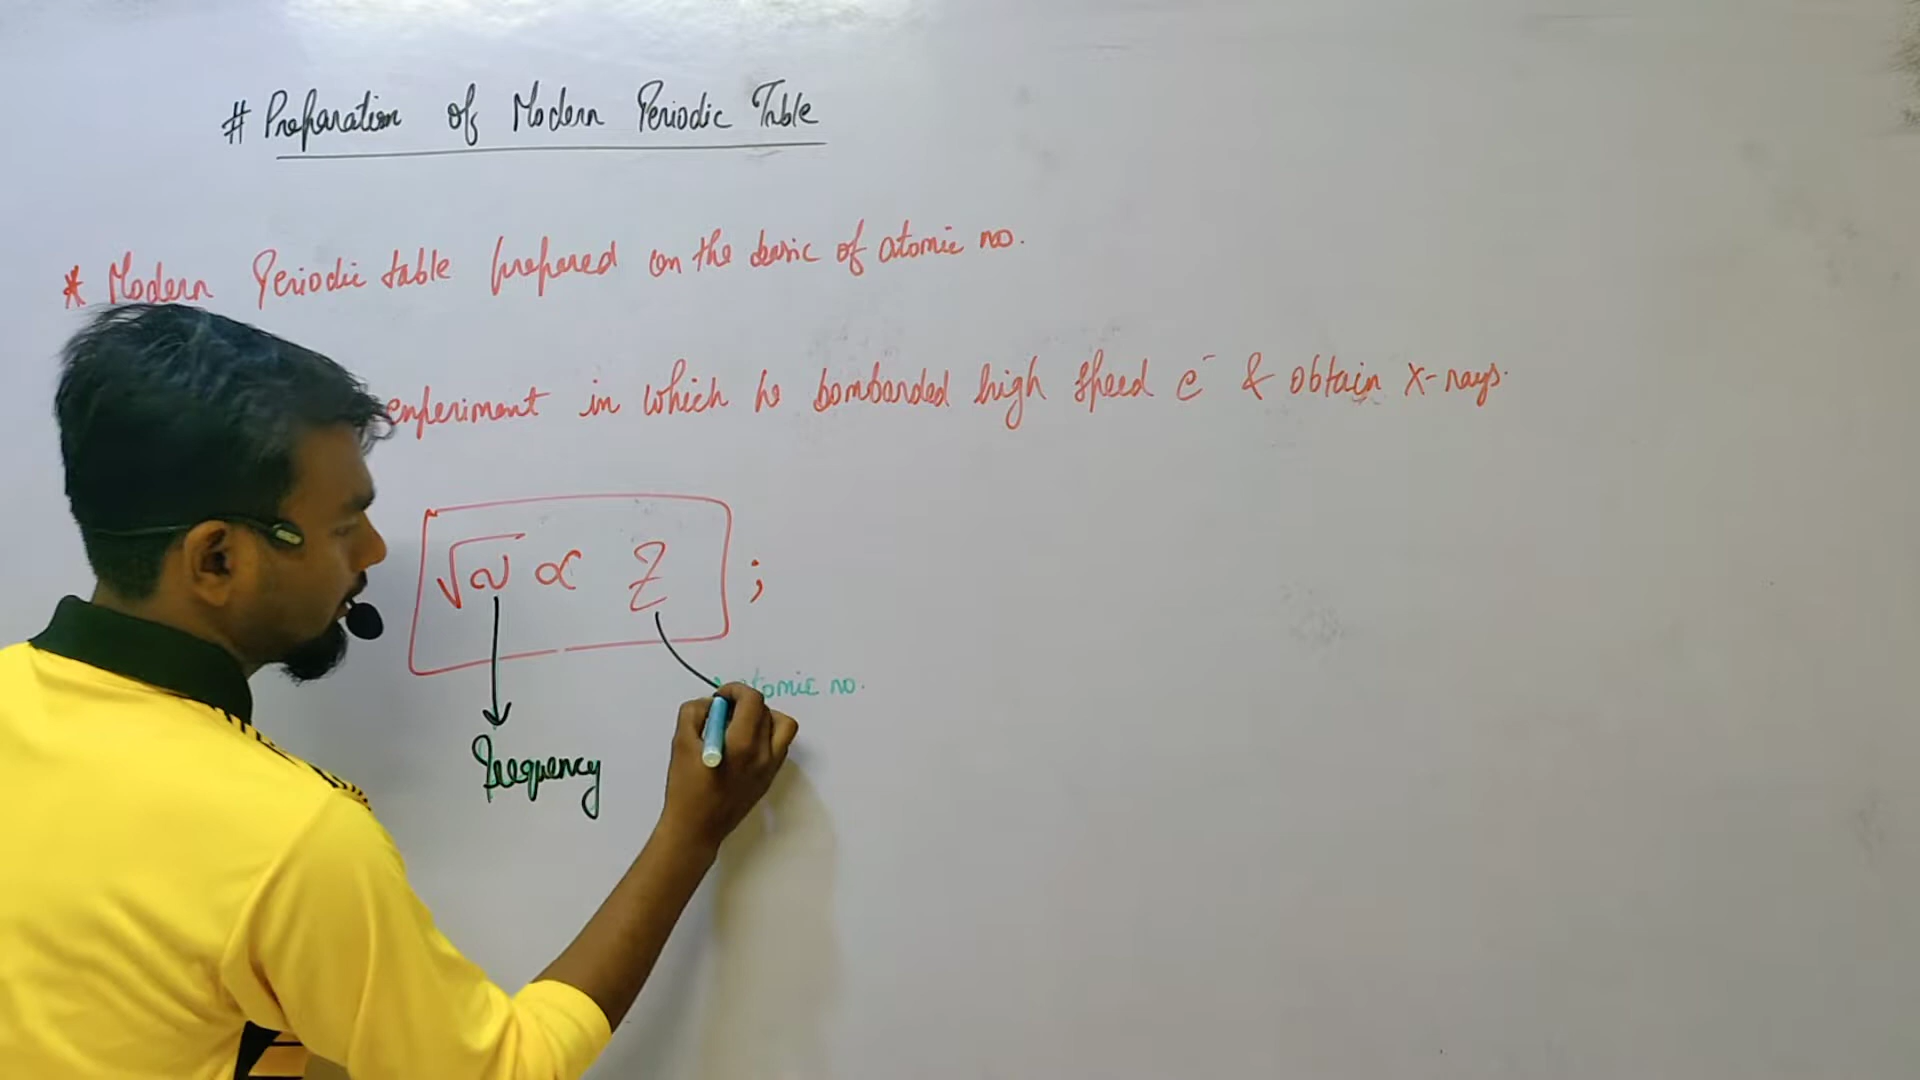 # Preparation of Modern Periodic Table
* Modern Periodic table prepared on the basic of atomic no.
experiment in which he bombarded high speed e⁻ & obtain X-rays.
√ν ∝ Z ;
atomic no.
frequency